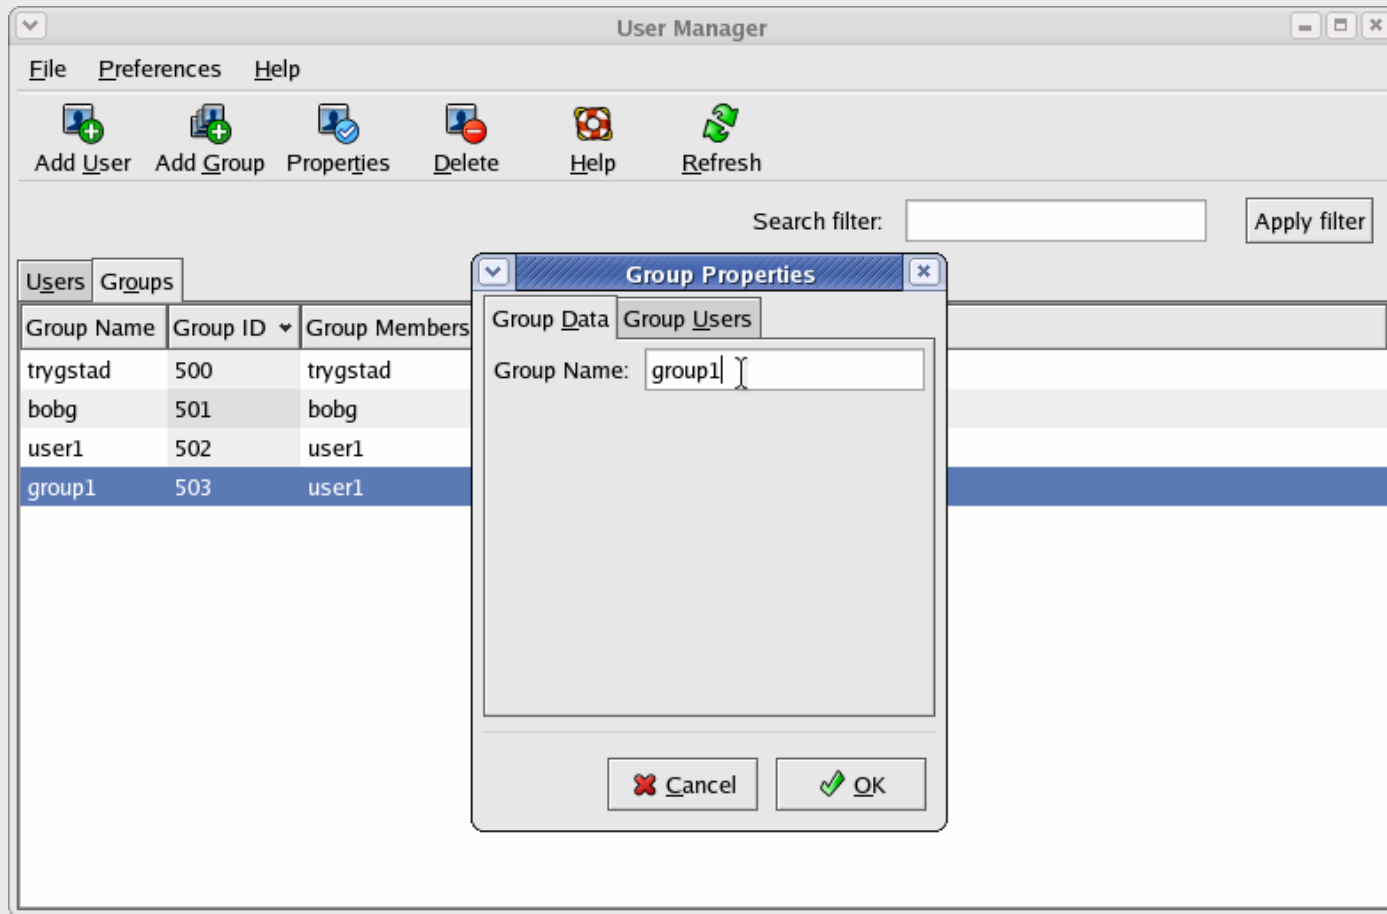 User Manager
File Preferences Help
Add User Add Group Properties Delete Help Refresh
Search filter: Apply filter
Users Groups
Group Properties
Group Name Group ID Group Members
Group Data Group Users
trygstad 500 trygstad
Group Name: group1
bobg 501 bobg
user1 502 user1
group1 503 user1
Cancel OK